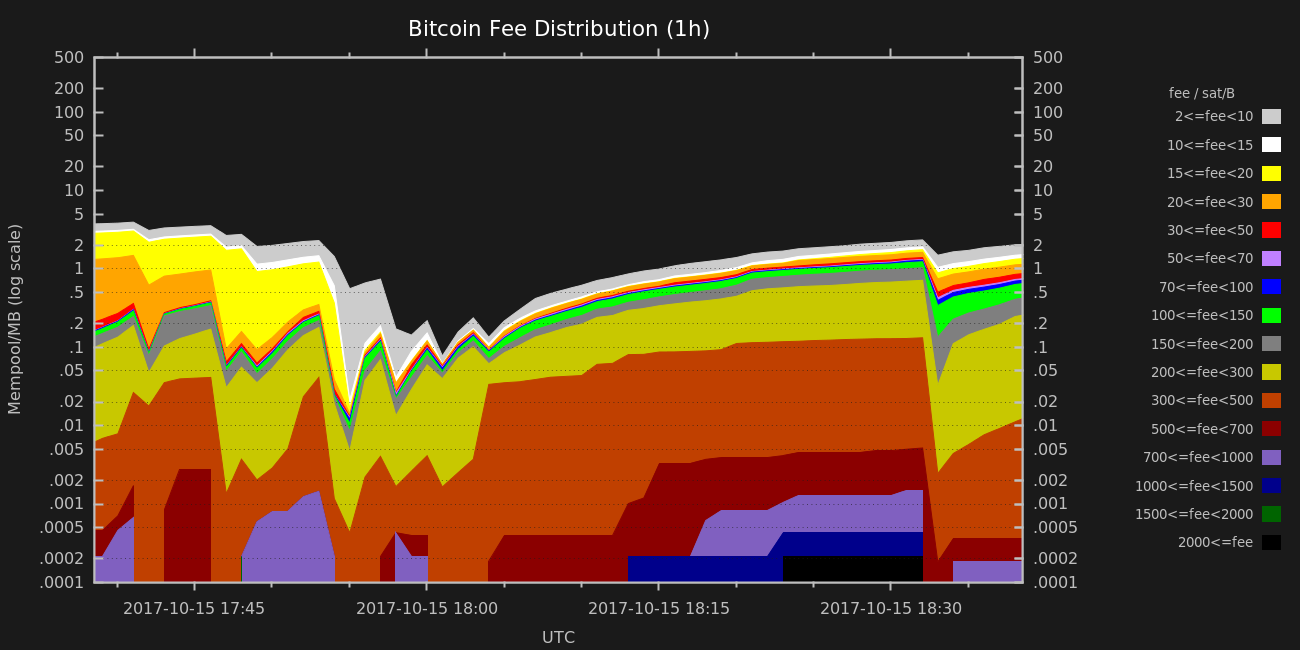 Bitcoin Fee Distribution (1h)
500 500
200 200
100 100
50 50
20 20
10 10
5 5
2 2
1 1
.5 .5
.2 .2
.1 .1
.05 .05
.02 .02
.01 .01
.005 .005
.002 .002
.001 .001
.0005 .0005
.0002 .0002
.0001 .0001
Mempool/MB (log scale)
2017-10-15 17:45 2017-10-15 18:00 2017-10-15 18:15 2017-10-15 18:30
UTC
fee / sat/B
2<=fee<10
10<=fee<15
15<=fee<20
20<=fee<30
30<=fee<50
50<=fee<70
70<=fee<100
100<=fee<150
150<=fee<200
200<=fee<300
300<=fee<500
500<=fee<700
700<=fee<1000
1000<=fee<1500
1500<=fee<2000
2000<=fee